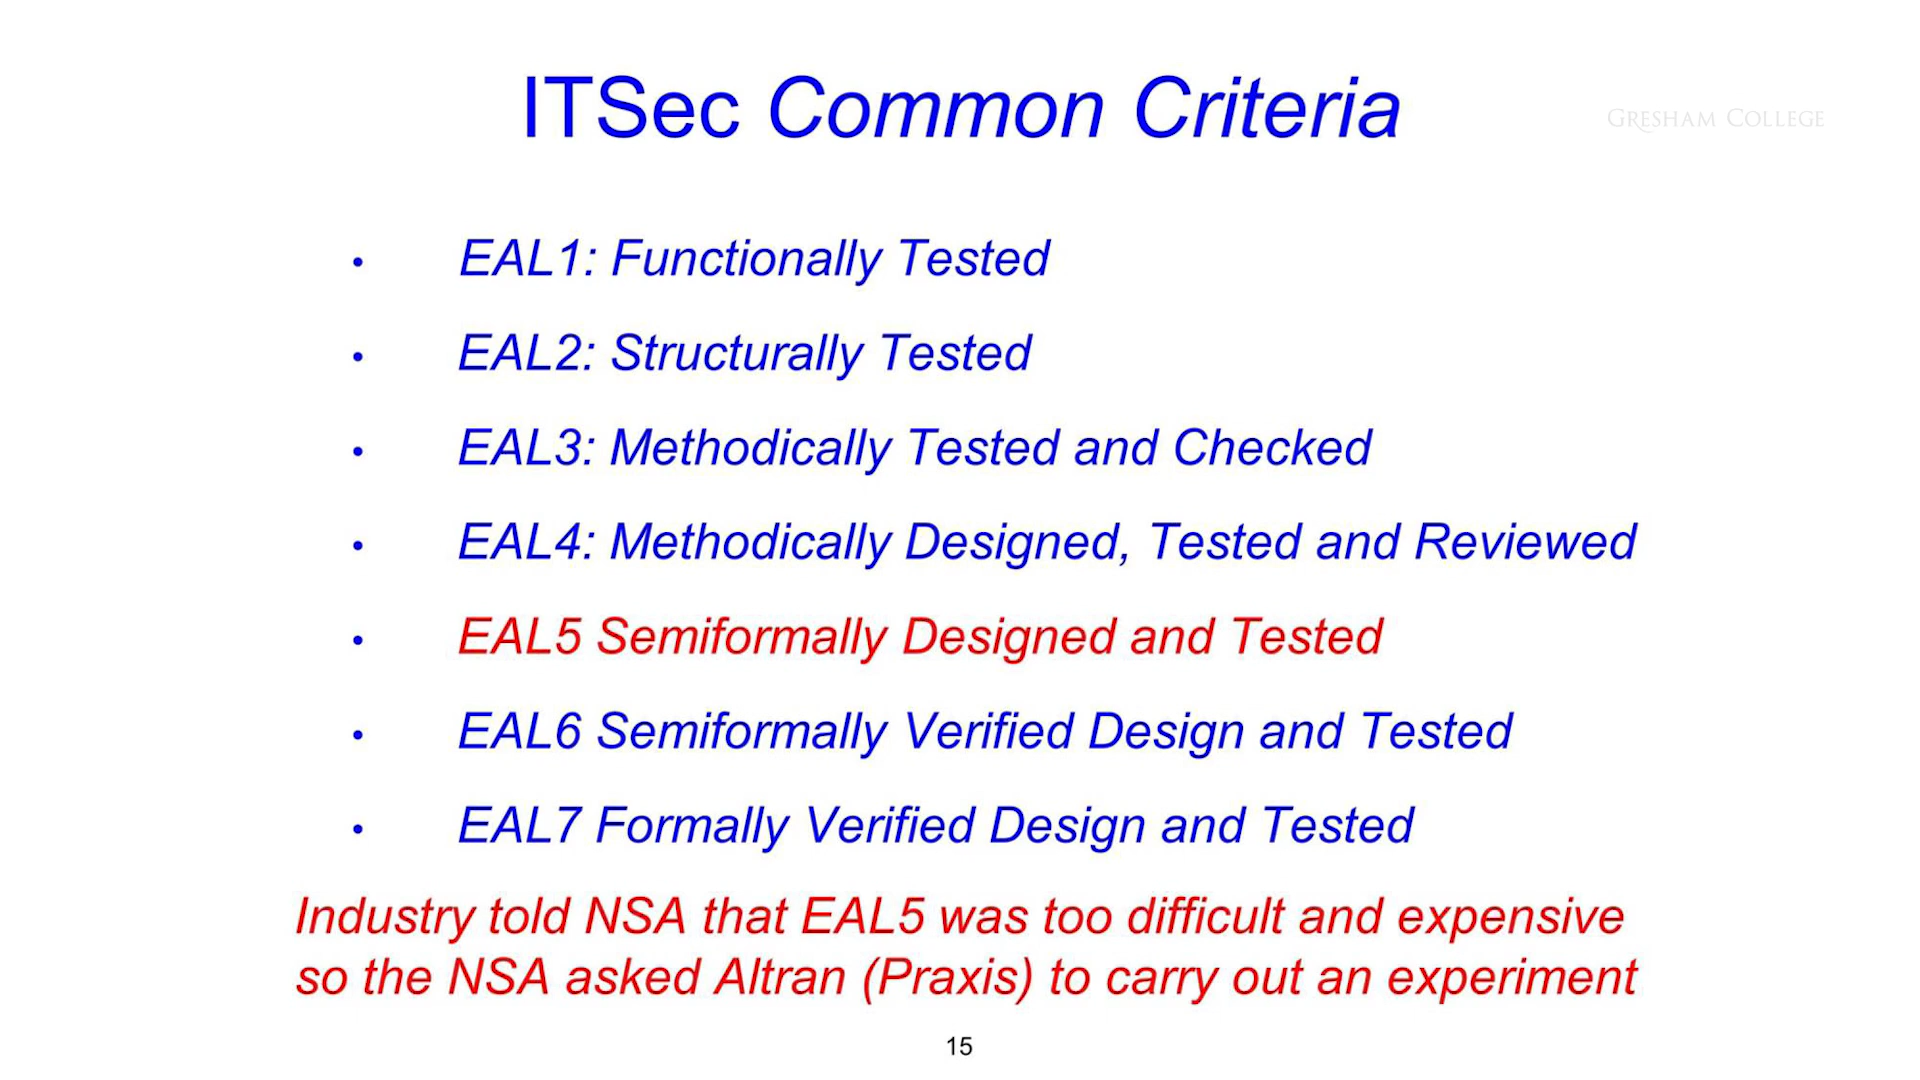 ITSec Common Criteria
GRESHAM COLLEGE
• EAL1: Functionally Tested
• EAL2: Structurally Tested
• EAL3: Methodically Tested and Checked
• EAL4: Methodically Designed, Tested and Reviewed
• EAL5 Semiformally Designed and Tested
• EAL6 Semiformally Verified Design and Tested
• EAL7 Formally Verified Design and Tested
Industry told NSA that EAL5 was too difficult and expensive
so the NSA asked Altran (Praxis) to carry out an experiment
15